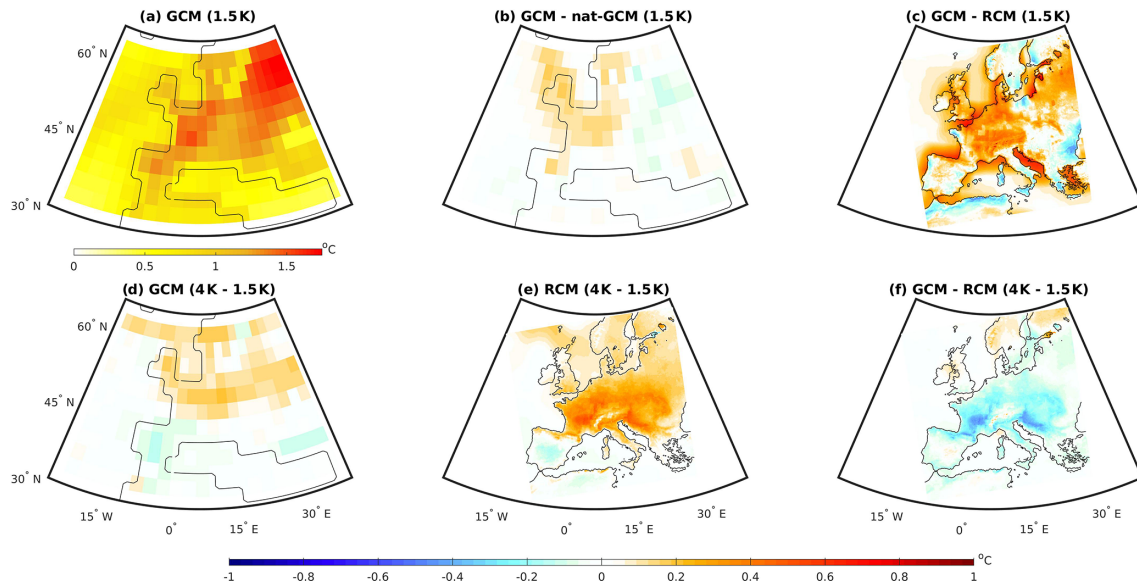 (a) GCM (1.5K)
(b) GCM - nat-GCM (1.5K)
(c) GCM - RCM (1.5K)
60° N
45° N
30° N
0 0.5 1 1.5 °C
(d) GCM (4K - 1.5K)
(e) RCM (4K - 1.5K)
(f) GCM - RCM (4K - 1.5K)
60° N
45° N
30° N
15° W 0° 15° E 30° E
15° W 0° 15° E 30° E
15° W 0° 15° E 30° E
-1 -0.8 -0.6 -0.4 -0.2 0 0.2 0.4 0.6 0.8 1 °C